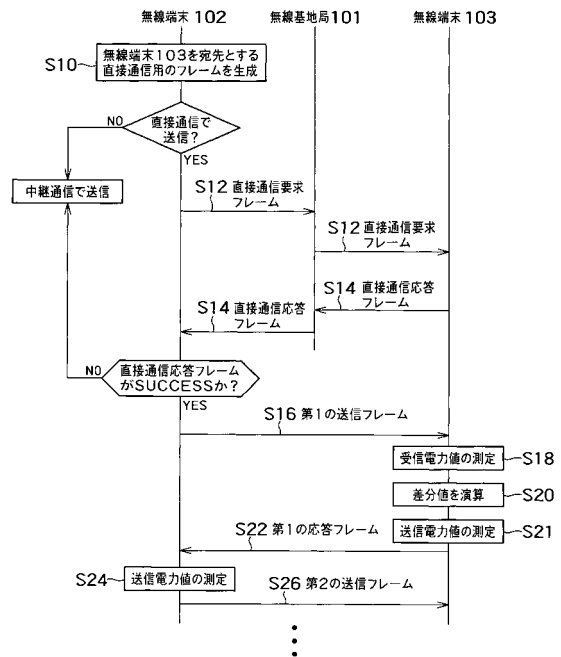 無線端末 102
無線基地局101
無線端末 103
S10
無線端末103を宛先とする
直接通信用のフレームを生成
NO
直接通信で
送信？
YES
中継通信で送信
S12 直接通信要求
フレーム
S12 直接通信要求
フレーム
S14 直接通信応答
フレーム
S14 直接通信応答
フレーム
NO
直接通信応答フレーム
がSUCCESSか？
YES
S16 第1の送信フレーム
受信電力値の測定
S18
差分値を演算
S20
送信電力値の測定
S21
S22 第1の応答フレーム
S24
送信電力値の測定
S26 第2の送信フレーム